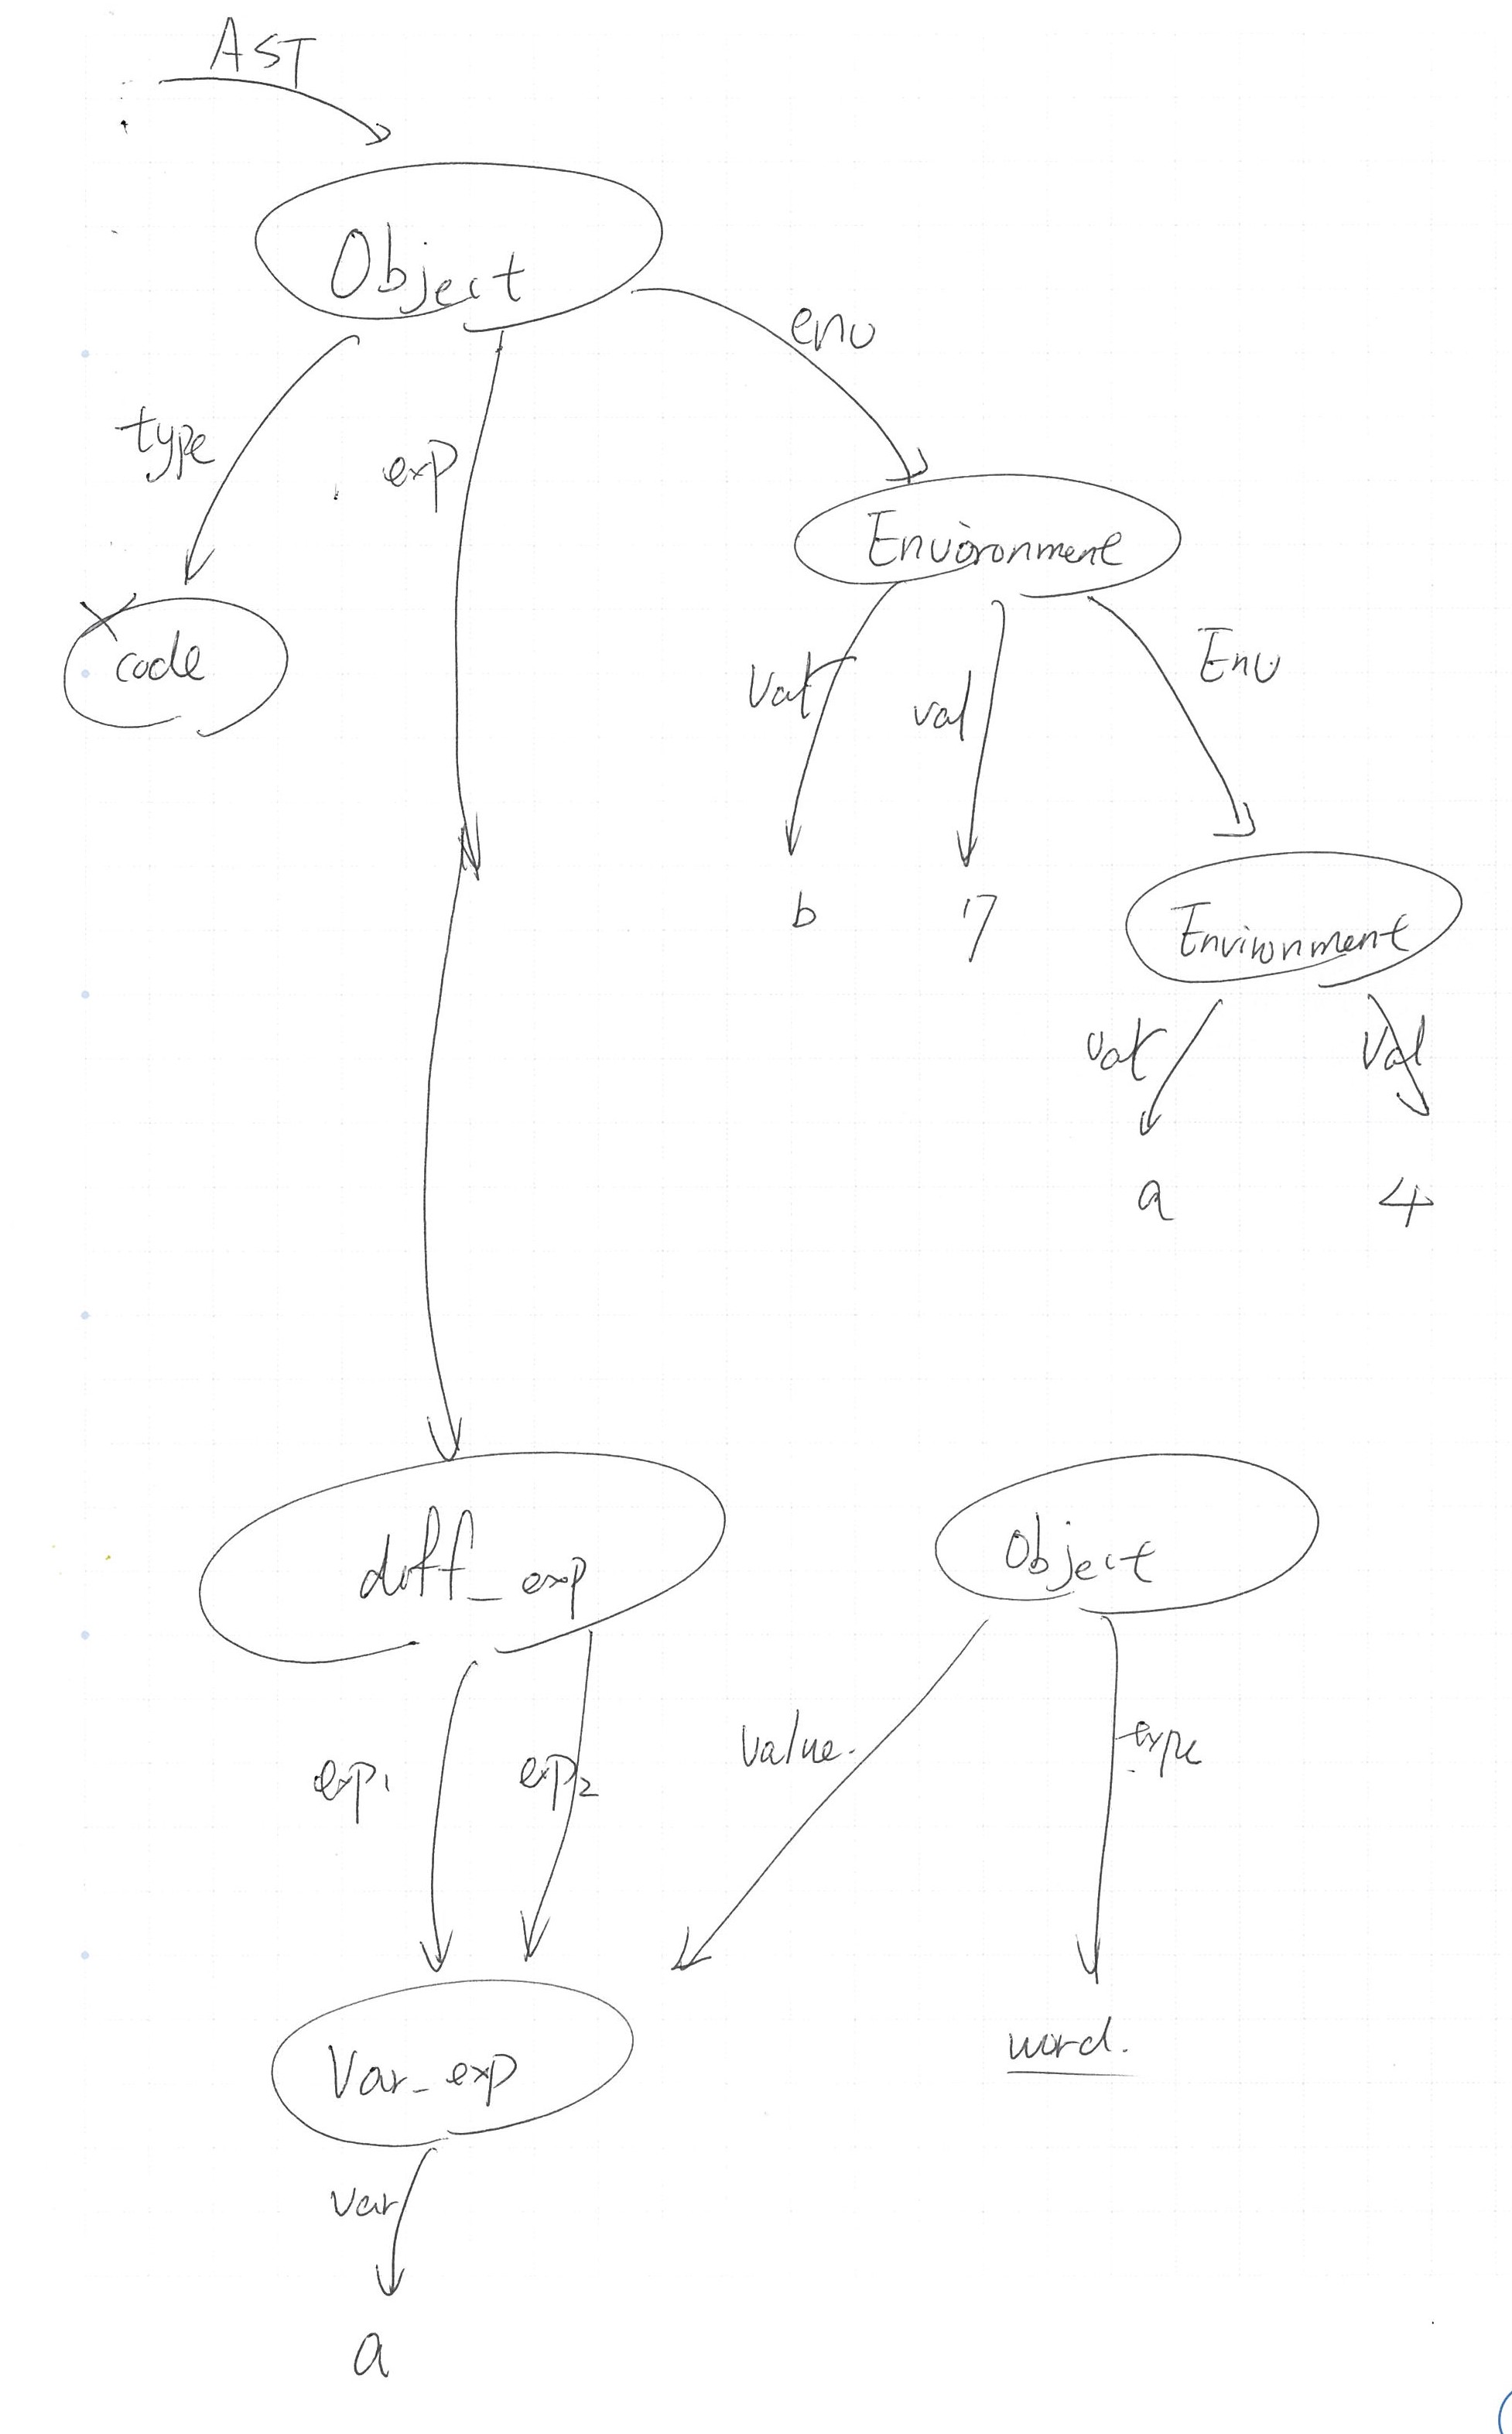 AST
Object
env
type
exp
Environment
code
Var
val
Env
b
7
Environment
var
val
a
4
diff_exp
Object
value.
type
exp1
exp2
word.
Var_exp
var
a